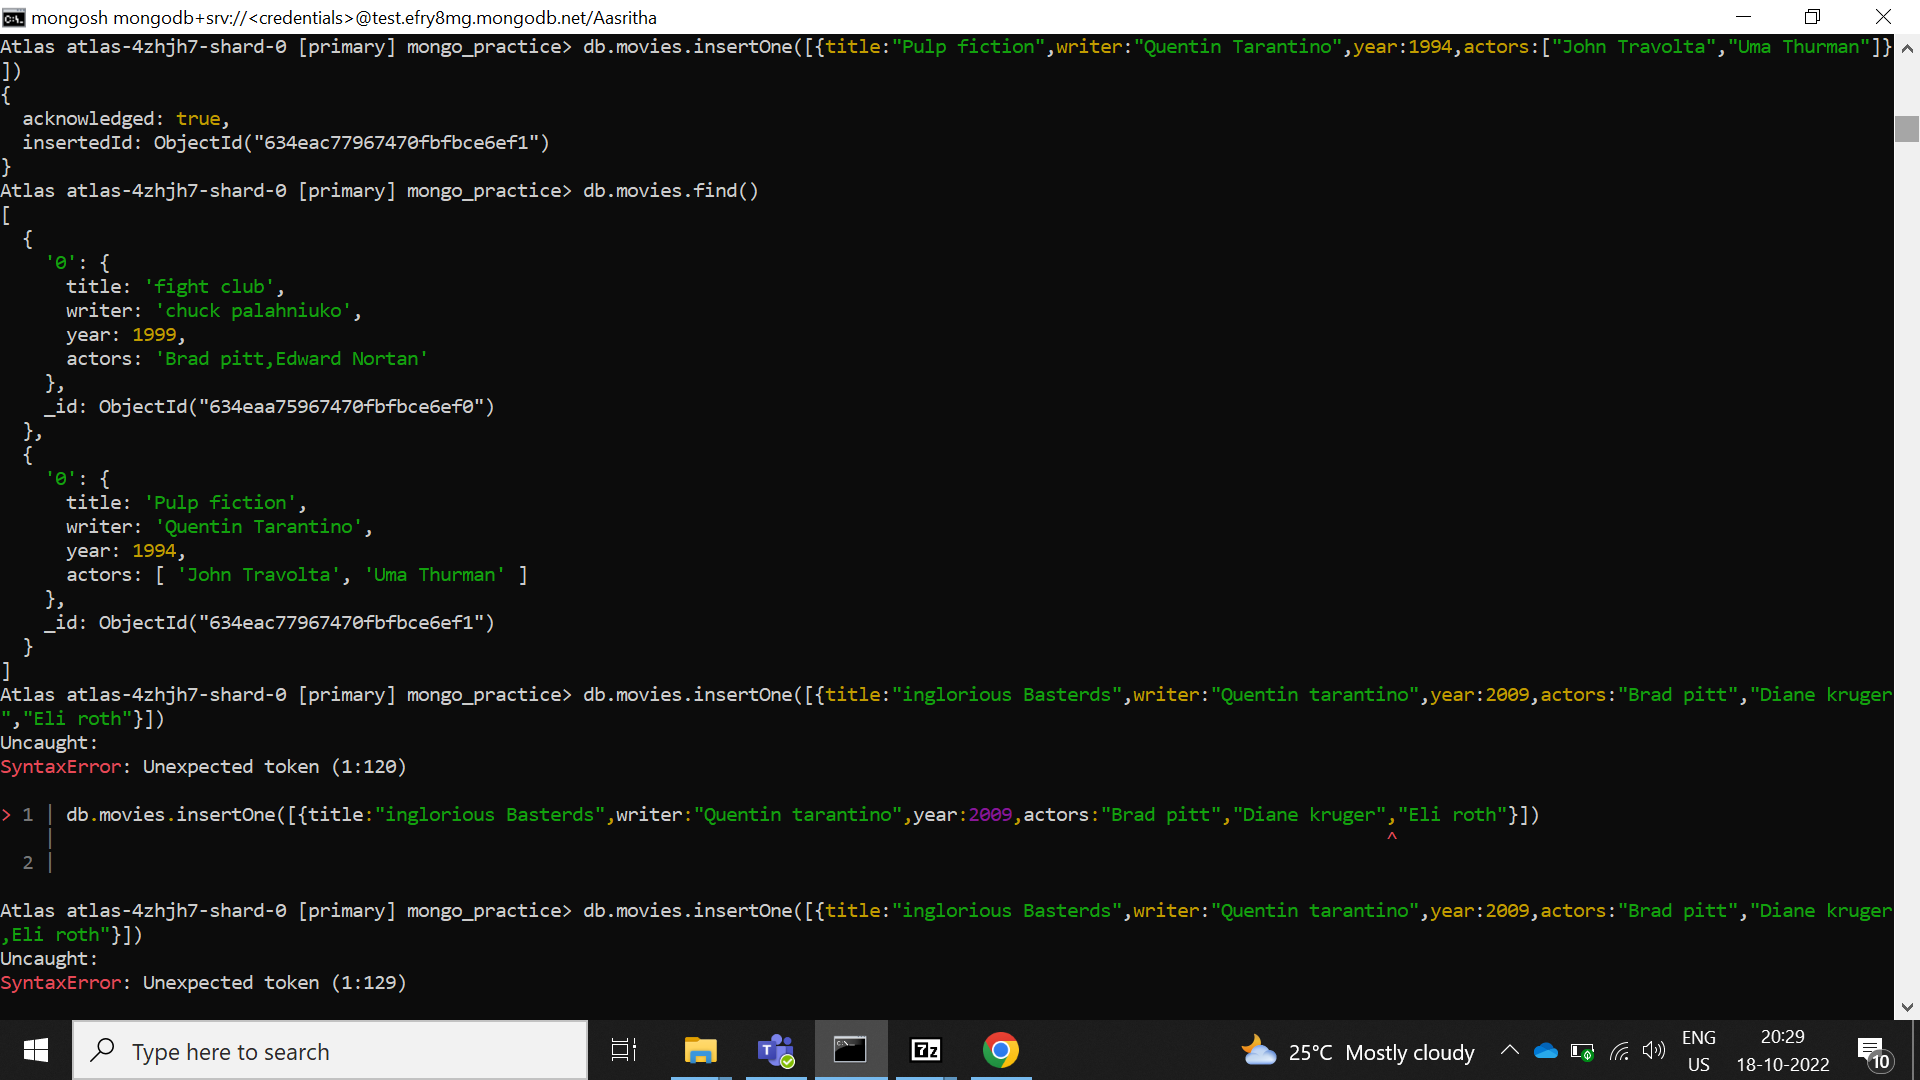 mongosh mongodb+srv://<credentials>@test.efry8mg.mongodb.net/Aasritha
Atlas atlas-4zhjh7-shard-0 [primary] mongo_practice> db.movies.insertOne([{title:"Pulp fiction",writer:"Quentin Tarantino",year:1994,actors:["John Travolta","Uma Thurman"]}
])
{
  acknowledged: true,
  insertedId: ObjectId("634eac77967470fbfbce6ef1")
}
Atlas atlas-4zhjh7-shard-0 [primary] mongo_practice> db.movies.find()
[
  {
    '0': {
      title: 'fight club',
      writer: 'chuck palahniuko',
      year: 1999,
      actors: 'Brad pitt,Edward Nortan'
    },
    _id: ObjectId("634eaa75967470fbfbce6ef0")
  },
  {
    '0': {
      title: 'Pulp fiction',
      writer: 'Quentin Tarantino',
      year: 1994,
      actors: [ 'John Travolta', 'Uma Thurman' ]
    },
    _id: ObjectId("634eac77967470fbfbce6ef1")
  }
]
Atlas atlas-4zhjh7-shard-0 [primary] mongo_practice> db.movies.insertOne([{title:"inglorious Basterds",writer:"Quentin tarantino",year:2009,actors:"Brad pitt","Diane kruger
","Eli roth"}])
Uncaught:
SyntaxError: Unexpected token (1:120)
> 1 | db.movies.insertOne([{title:"inglorious Basterds",writer:"Quentin tarantino",year:2009,actors:"Brad pitt","Diane kruger","Eli roth"}])
    | ^
  2 |
Atlas atlas-4zhjh7-shard-0 [primary] mongo_practice> db.movies.insertOne([{title:"inglorious Basterds",writer:"Quentin tarantino",year:2009,actors:"Brad pitt","Diane kruger
,Eli roth"}])
Uncaught:
SyntaxError: Unexpected token (1:129)
Type here to search
25°C Mostly cloudy
ENG
US
20:29
18-10-2022
10